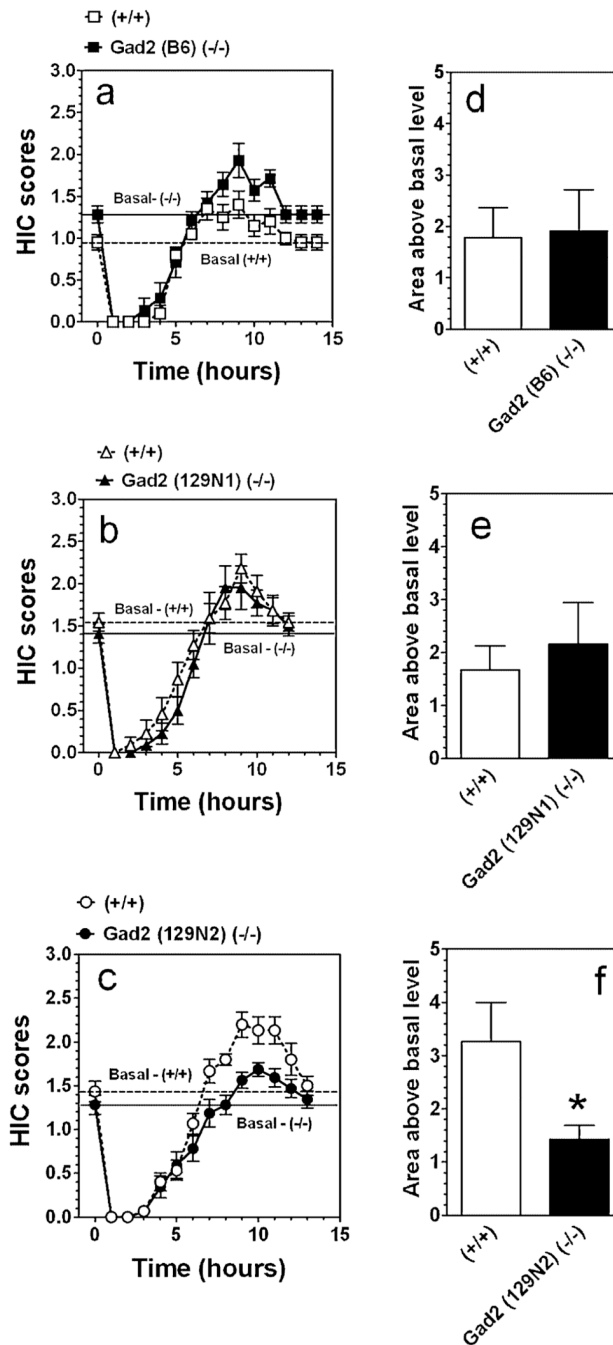 (+/+)
Gad2 (B6) (-/-)
a
HIC scores
3.0
2.5
2.0
1.5
1.0
0.5
0.0
Basal- (-/-)
Basal (+/+)
0
5
10
15
Time (hours)
d
Area above basal level
5
4
3
2
1
0
(+/+)
Gad2 (B6) (-/-)
(+/+)
Gad2 (129N1) (-/-)
b
HIC scores
3.0
2.5
2.0
1.5
1.0
0.5
0.0
Basal - (+/+)
Basal - (-/-)
0
5
10
15
Time (hours)
e
Area above basal level
5
4
3
2
1
0
(+/+)
Gad2 (129N1) (-/-)
(+/+)
Gad2 (129N2) (-/-)
c
HIC scores
3.0
2.5
2.0
1.5
1.0
0.5
0.0
Basal - (+/+)
Basal - (-/-)
0
5
10
15
Time (hours)
f
Area above basal level
5
4
3
2
1
0
*
(+/+)
Gad2 (129N2) (-/-)